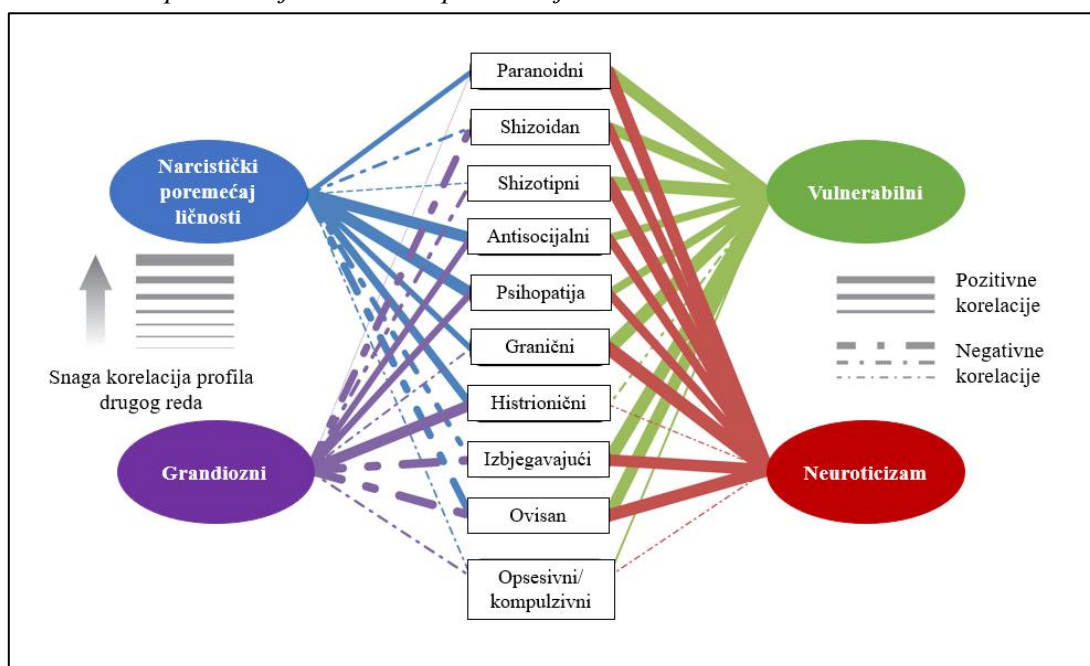 Paranoidni
Shizoidan
Narcistički
poremećaj
ličnosti
Shizotipni
Vulnerabilni
Antisocijalni
Psihopatija
Pozitivne
korelacije
Granični
Negativne
korelacije
Snaga korelacija profila
drugog reda
Histrionični
Grandiozni
Izbjegavajući
Neuroticizam
Ovisan
Opsesivni/
kompulzivni